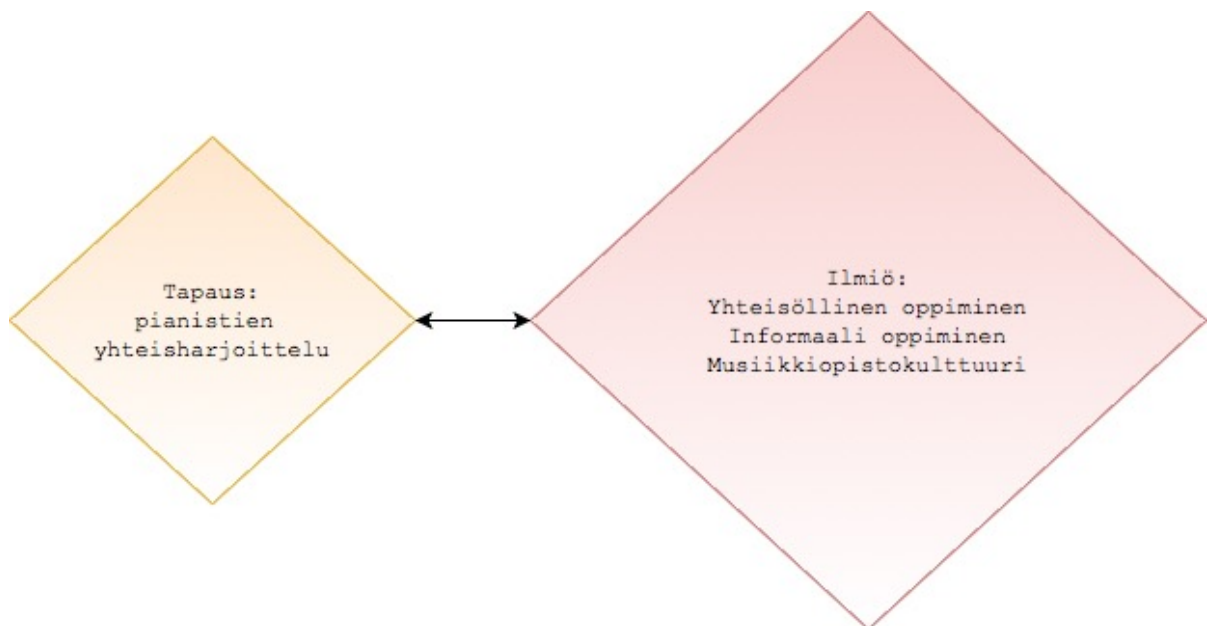 Tapaus:
pianistien
yhteisharjoittelu
Ilmiö:
Yhteisöllinen oppiminen
Informaali oppiminen
Musiikkiopistokulttuuri